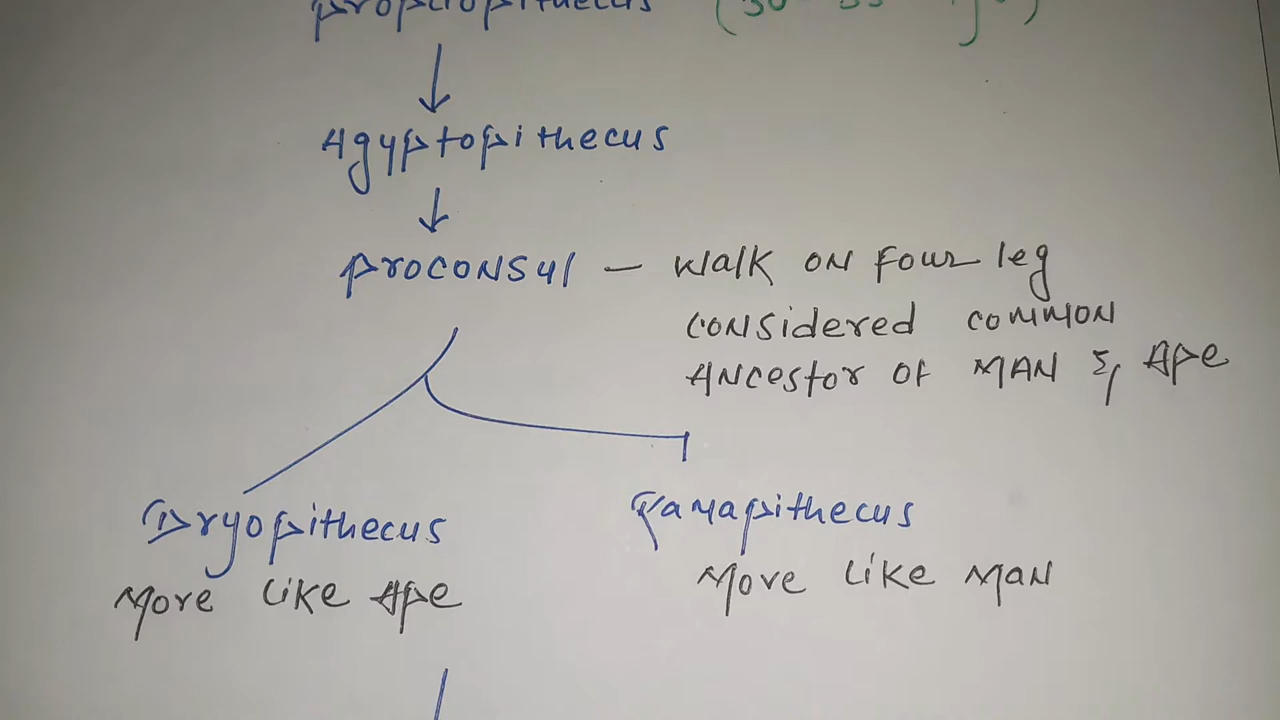 propliopithecus
Agyptopithecus
proconsul — walk on four leg
considered common
Ancestor of MAN & Ape
Dryopithecus
Ramapithecus
More like Ape
More like MAN